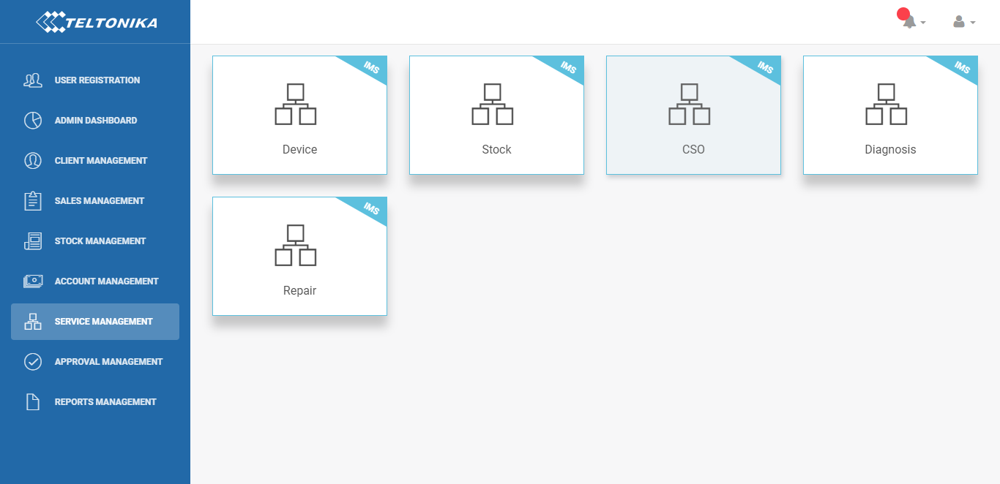 TELTONIKA
USER REGISTRATION
ADMIN DASHBOARD
CLIENT MANAGEMENT
SALES MANAGEMENT
STOCK MANAGEMENT
ACCOUNT MANAGEMENT
SERVICE MANAGEMENT
APPROVAL MANAGEMENT
REPORTS MANAGEMENT
IMS
Device
IMS
Stock
IMS
CSO
IMS
Diagnosis
IMS
Repair